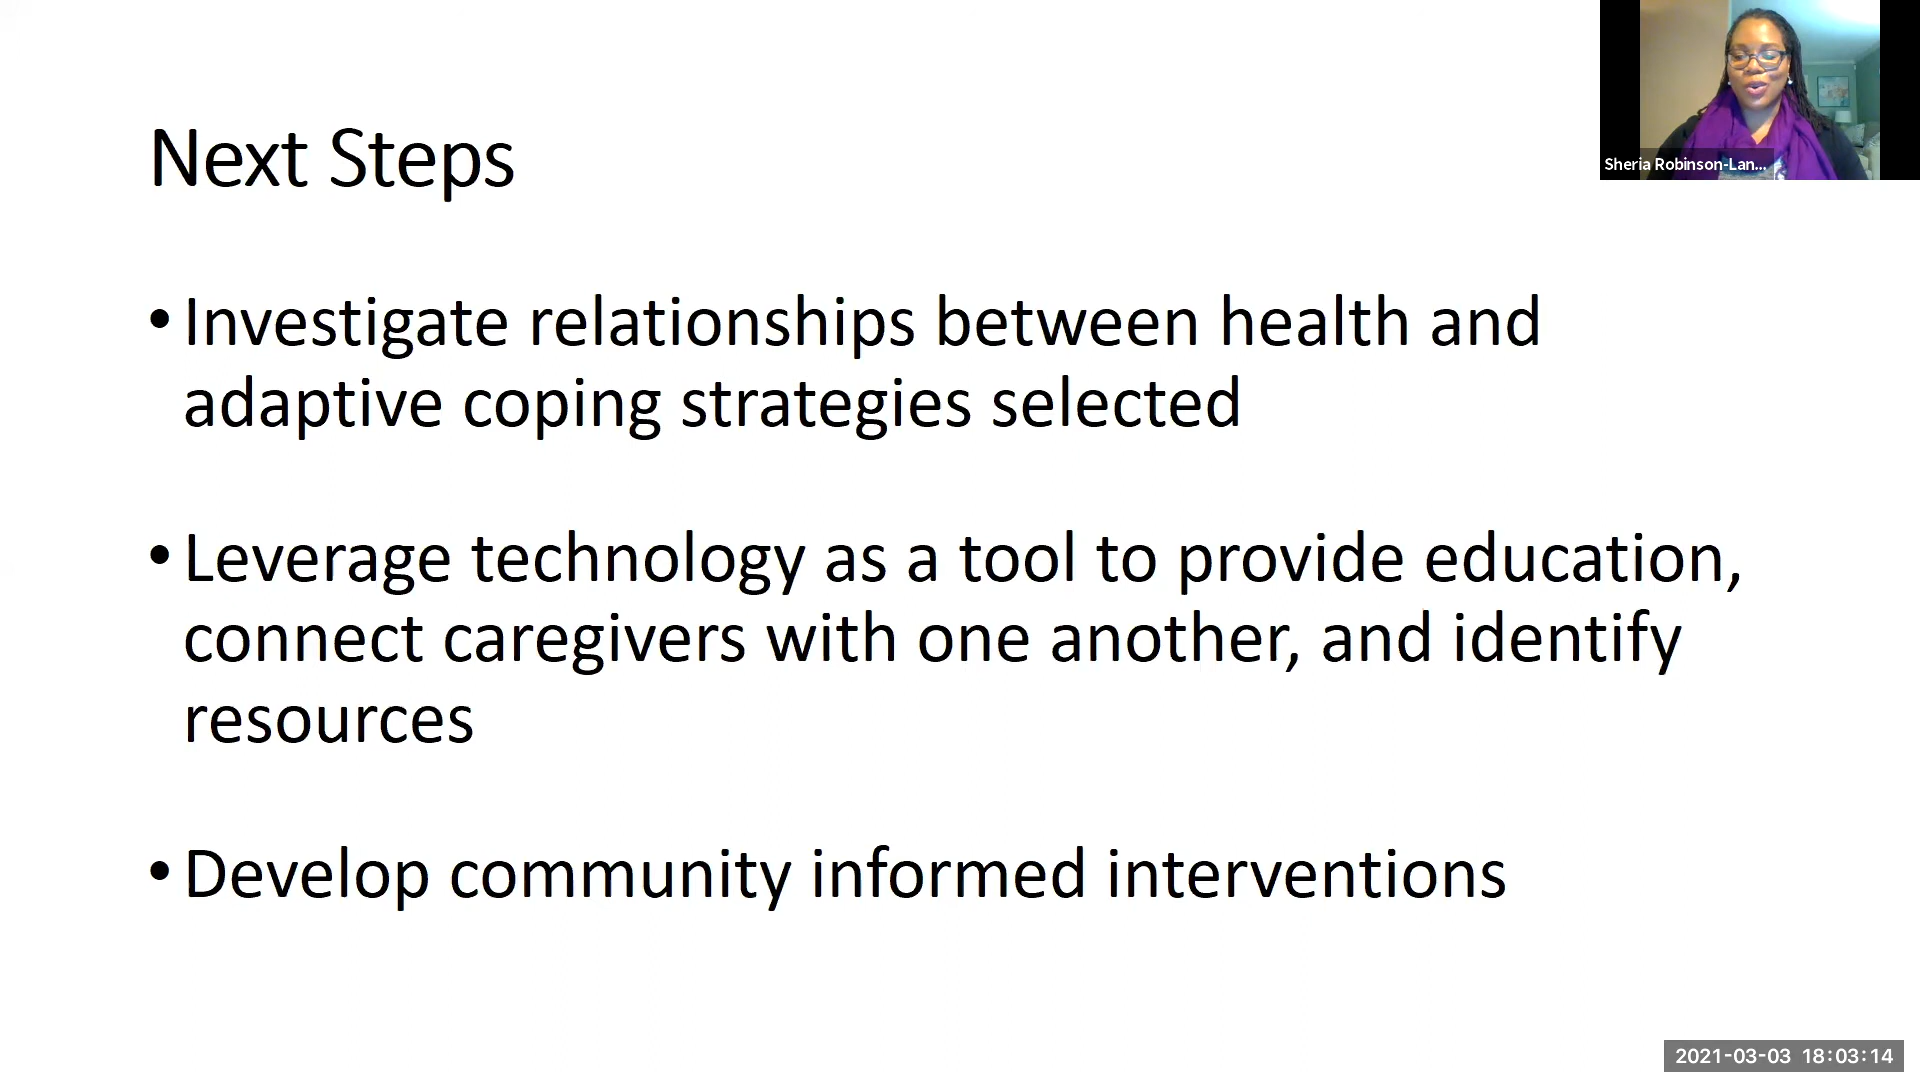 Sheria Robinson-Lan...
Next Steps
• Investigate relationships between health and
adaptive coping strategies selected
• Leverage technology as a tool to provide education,
connect caregivers with one another, and identify
resources
• Develop community informed interventions
2021-03-03 18:03:14